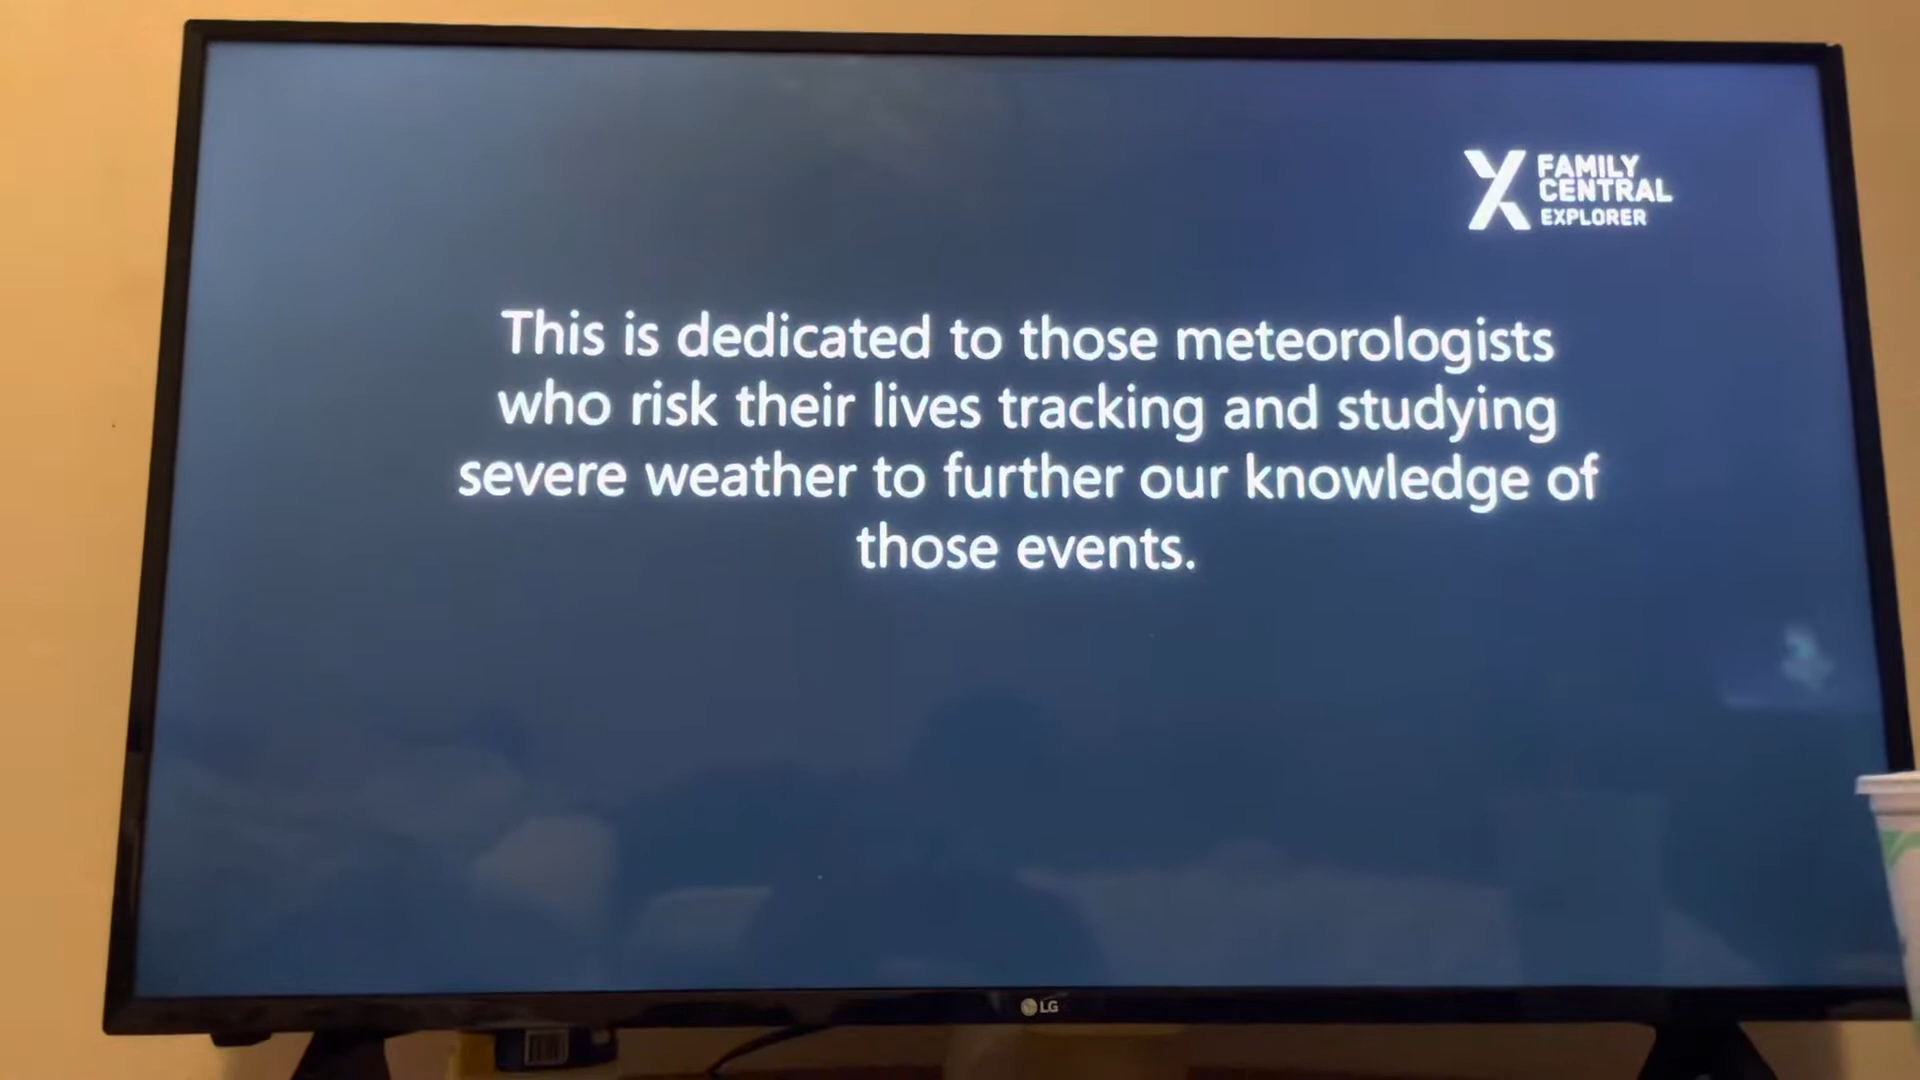 FAMILY
CENTRAL
EXPLORER
This is dedicated to those meteorologists
who risk their lives tracking and studying
severe weather to further our knowledge of
those events.
LG